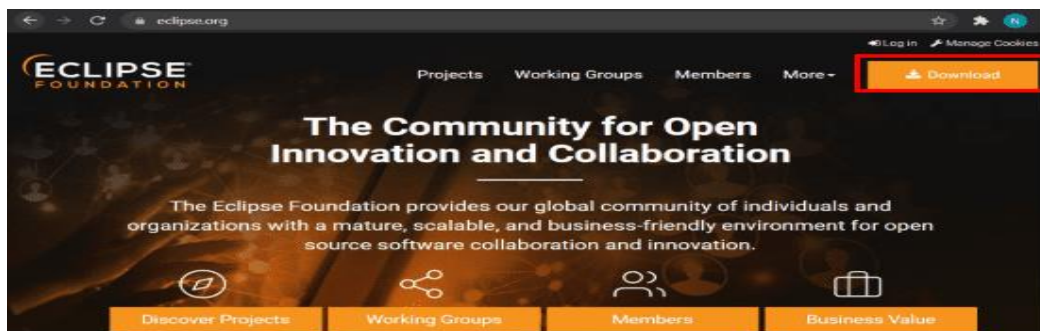 eclipse.org
Log in Manage Cookies
ECLIPSE
FOUNDATION
Projects Working Groups Members More Download
The Community for Open
Innovation and Collaboration
The Eclipse Foundation provides our global community of individuals and
organizations with a mature, scalable, and business-friendly environment for open
source software collaboration and innovation.
Discover Projects Working Groups Members Business Value